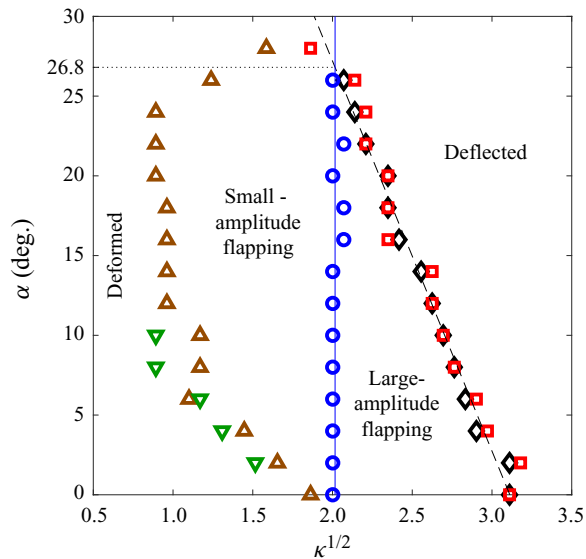 30
26.8
25
20
15
10
5
0
α (deg.)
Deformed
Small -
amplitude
flapping
Deflected
Large-
amplitude
flapping
0.5
1.0
1.5
2.0
2.5
3.0
3.5
κ^{1/2}